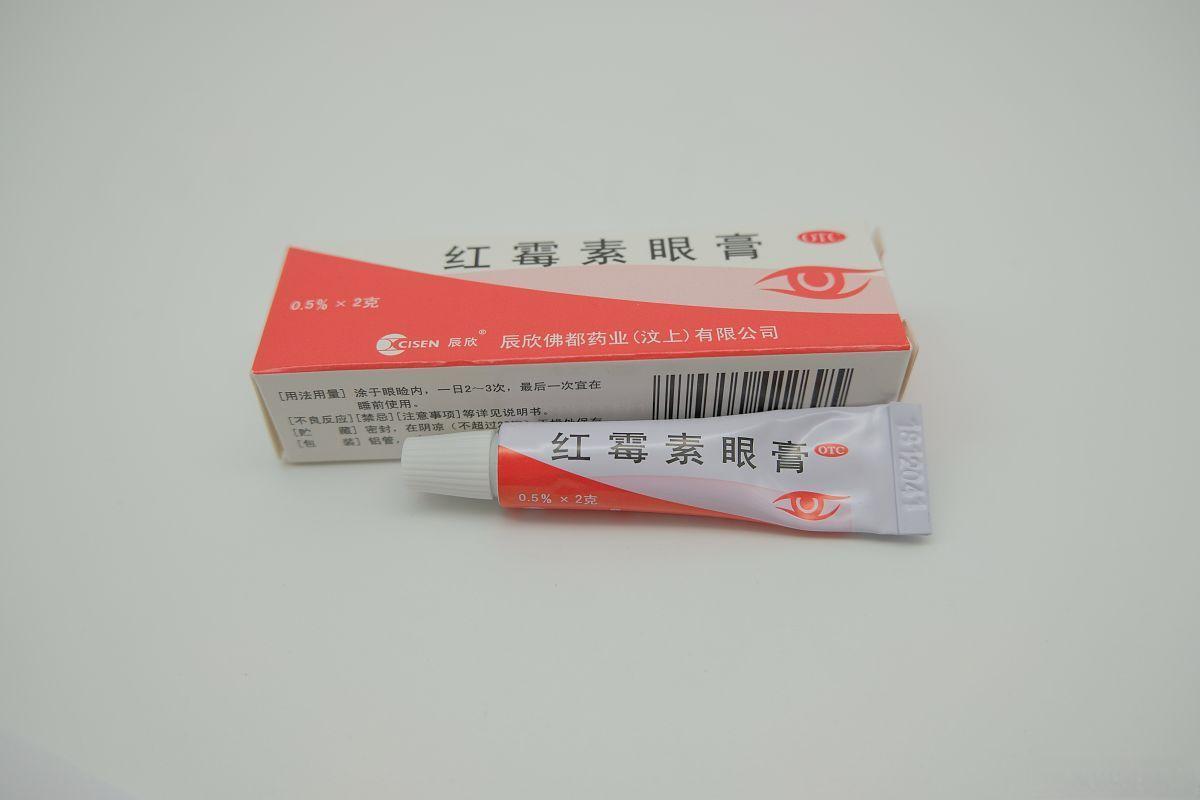 红霉素眼膏
OTC
0.5% × 2克
CISEN 辰欣® 辰欣佛都药业(汶上)有限公司
[用法用量] 涂于眼睑内，一日2～3次，最后一次宜在
睡前使用。
[不良反应][禁忌][注意事项]等详见说明书。
[贮 藏] 密封，在阴凉（不超过
[包 装] 铝管，
红霉素眼膏
OTC
0.5% × 2克
1912041